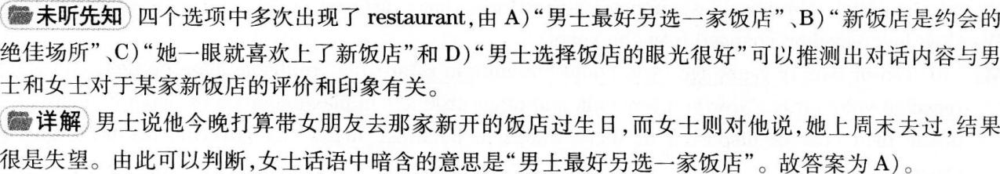 未听先知 四个选项中多次出现了 restaurant,由 A)“男士最好另选一家饭店”、B)“新饭店是约会的
绝佳场所”、C)“她一眼就喜欢上了新饭店”和 D)“男士选择饭店的眼光很好”可以推测出对话内容与男
士和女士对于某家新饭店的评价和印象有关。
详解 男士说他今晚打算带女朋友去那家新开的饭店过生日,而女士则对他说,她上周末去过,结果
很是失望。由此可以判断,女士话语中暗含的意思是“男士最好另选一家饭店”。故答案为 A)。